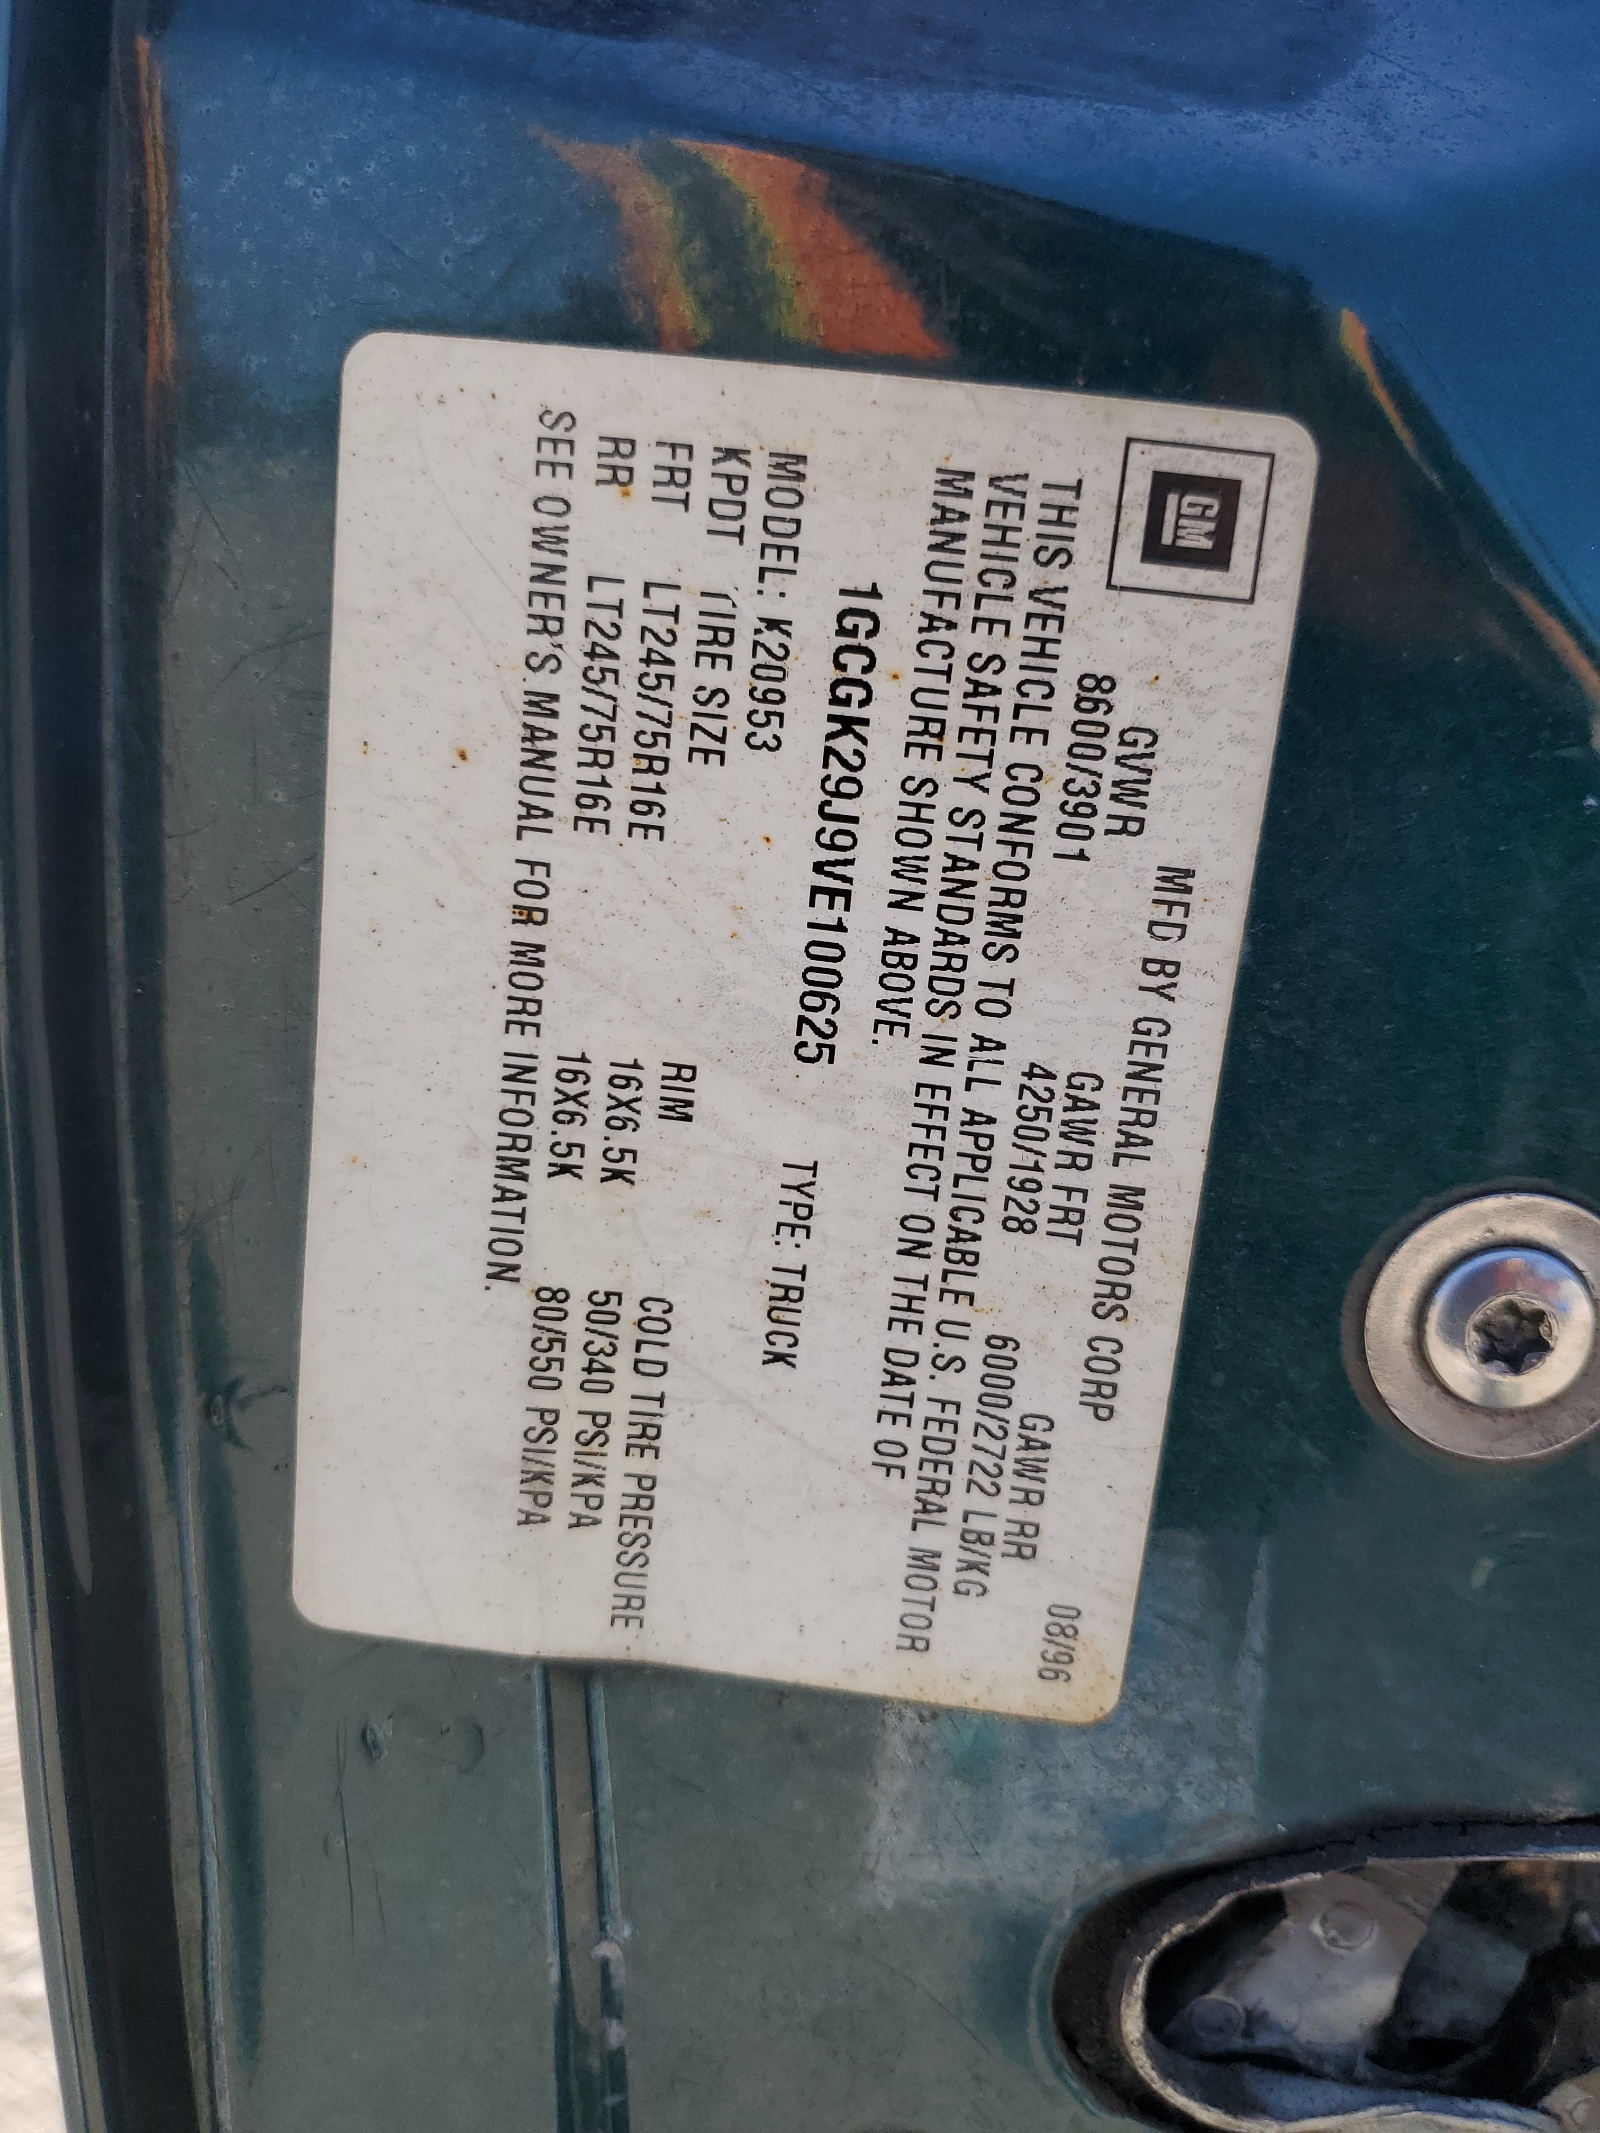 GM
MFD BY GENERAL MOTORS CORP 08/96
GVWR GAWR FRT GAWR RR
8600/3901 4250/1928 6000/2722 LB/KG
THIS VEHICLE CONFORMS TO ALL APPLICABLE U.S. FEDERAL MOTOR
VEHICLE SAFETY STANDARDS IN EFFECT ON THE DATE OF
MANUFACTURE SHOWN ABOVE.
1GCGK29J9VE100625 TYPE: TRUCK
MODEL: K20953
KPDT TIRE SIZE RIM COLD TIRE PRESSURE
FRT LT245/75R16E 16X6.5K 50/340 PSI/KPA
RR LT245/75R16E 16X6.5K 80/550 PSI/KPA
SEE OWNER'S MANUAL FOR MORE INFORMATION.